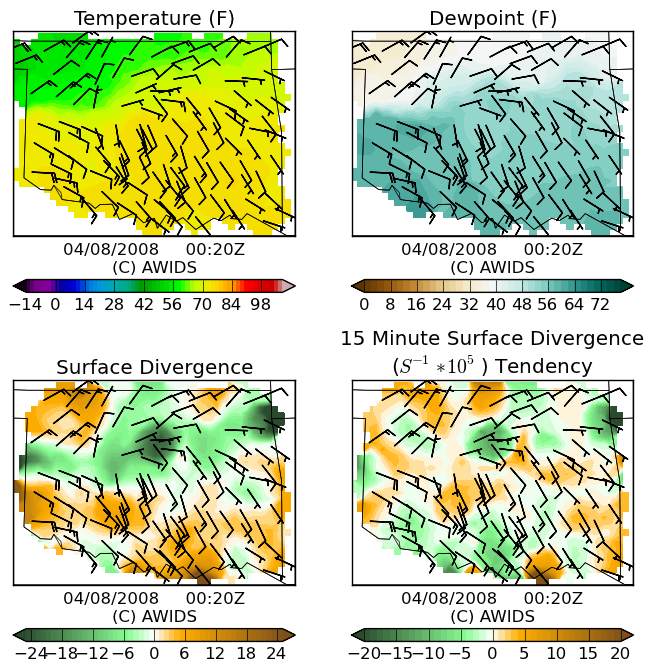 Temperature (F)
Dewpoint (F)
04/08/2008 00:20Z
(C) AWIDS
−14 0 14 28 42 56 70 84 98
04/08/2008 00:20Z
(C) AWIDS
0 8 16 24 32 40 48 56 64 72
Surface Divergence
15 Minute Surface Divergence
(S⁻¹ *10⁵ ) Tendency
04/08/2008 00:20Z
(C) AWIDS
−24 −18 −12 −6 0 6 12 18 24
04/08/2008 00:20Z
(C) AWIDS
−20 −15 −10 −5 0 5 10 15 20